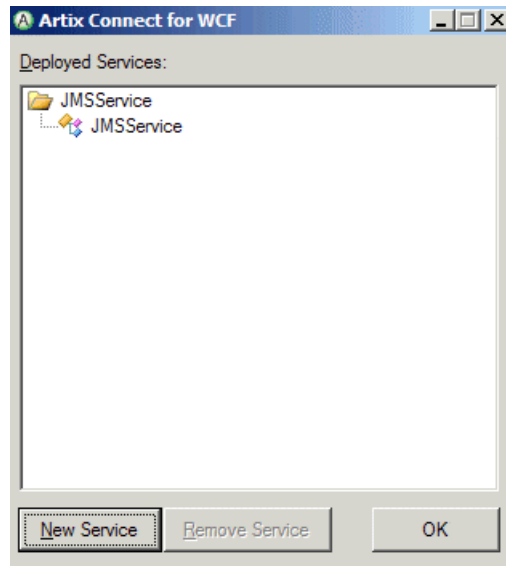 Artix Connect for WCF
Deployed Services:
JMSService
JMSService
New Service Remove Service OK